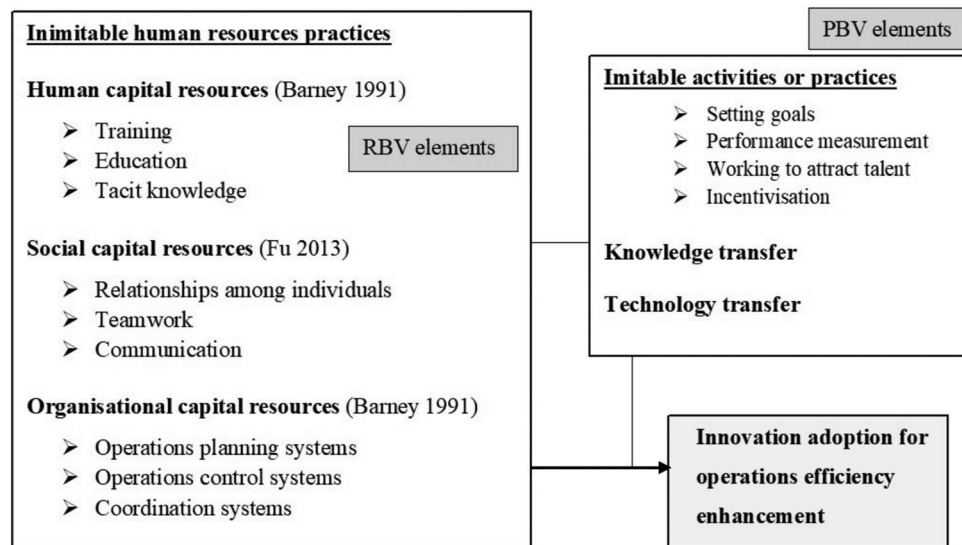 Inimitable human resources practices
Human capital resources (Barney 1991)
➢ Training
➢ Education
➢ Tacit knowledge
RBV elements
Social capital resources (Fu 2013)
➢ Relationships among individuals
➢ Teamwork
➢ Communication
Organisational capital resources (Barney 1991)
➢ Operations planning systems
➢ Operations control systems
➢ Coordination systems
PBV elements
Imitable activities or practices
➢ Setting goals
➢ Performance measurement
➢ Working to attract talent
➢ Incentivisation
Knowledge transfer
Technology transfer
Innovation adoption for
operations efficiency
enhancement